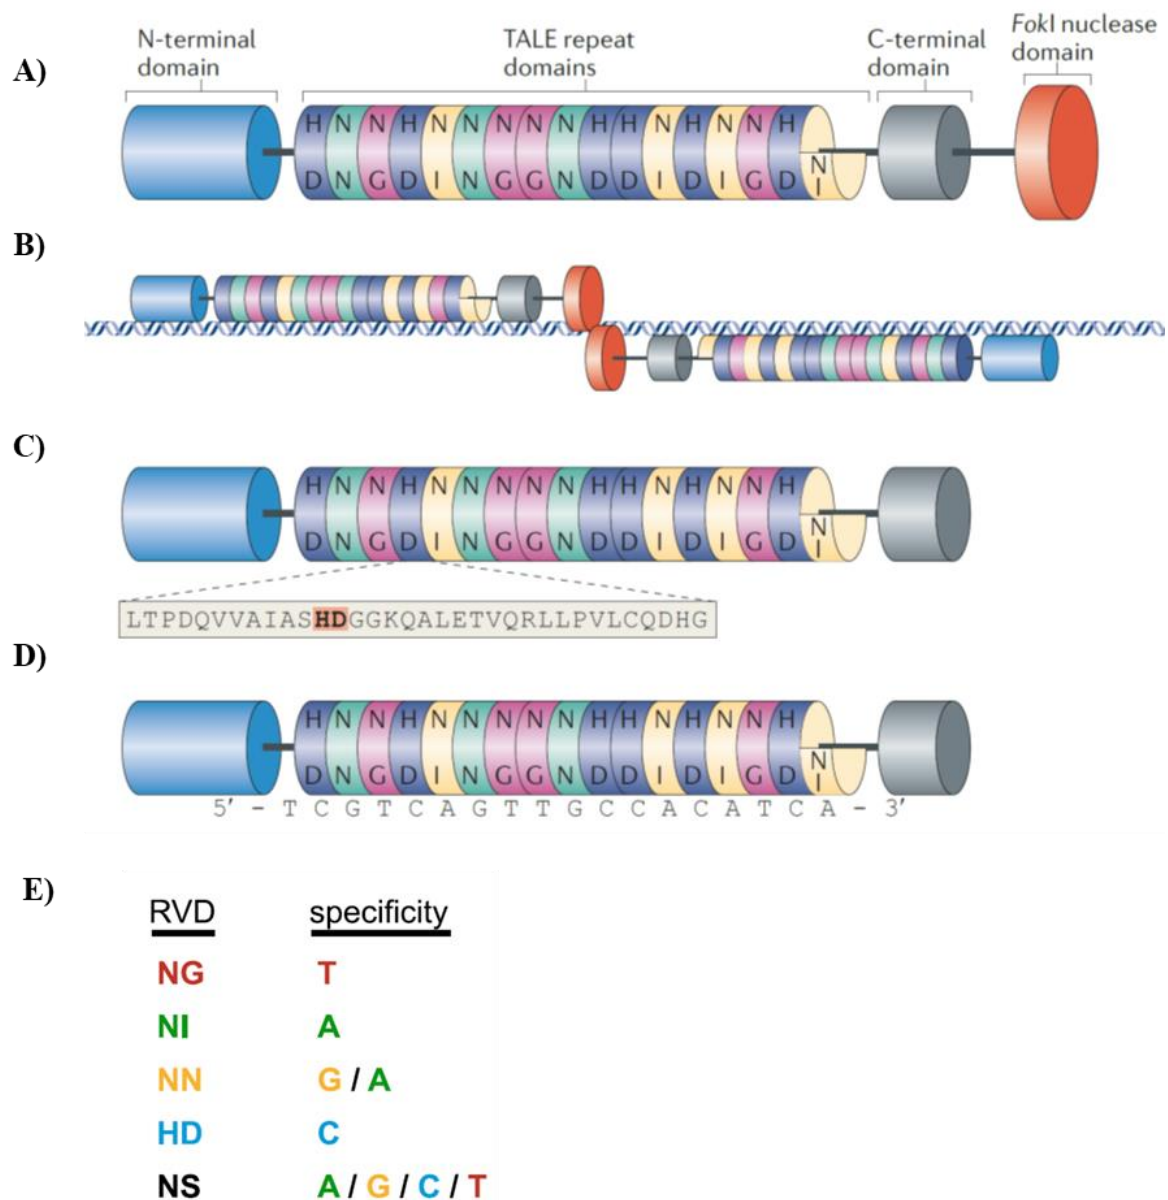 A)
N-terminal
domain
TALE repeat
domains
C-terminal
domain
FokI nuclease
domain
H N N H N N N N N H H N H N N H N
D N G D I N G G N D D I D I G D I
B)
C)
H N N H N N N N N H H N H N N H N
D N G D I N G G N D D I D I G D I
LTPDQVVAIASHDGGKQALETVQRLLPVLCQDHG
D)
H N N H N N N N N H H N H N N H N
D N G D I N G G N D D I D I G D I
5' - T C G T C A G T T G C C A C A T C A - 3'
E)
RVD specificity
NG T
NI A
NN G / A
HD C
NS A / G / C / T